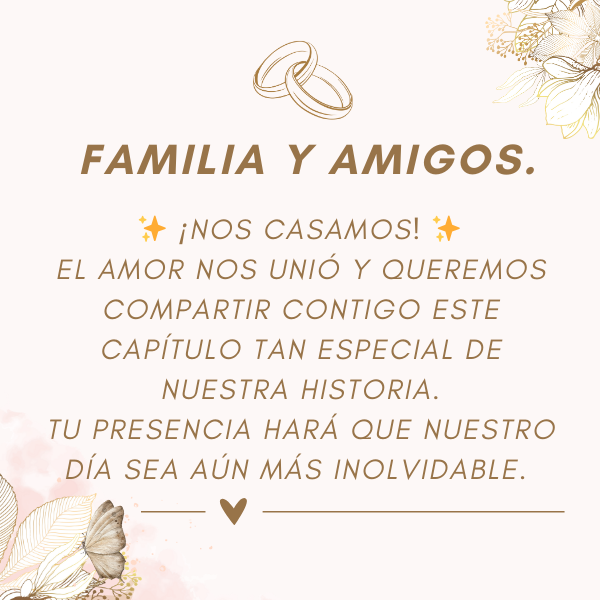 FAMILIA Y AMIGOS.
✨ ¡NOS CASAMOS! ✨
EL AMOR NOS UNIÓ Y QUEREMOS
COMPARTIR CONTIGO ESTE
CAPÍTULO TAN ESPECIAL DE
NUESTRA HISTORIA.
TU PRESENCIA HARÁ QUE NUESTRO
DÍA SEA AÚN MÁS INOLVIDABLE.